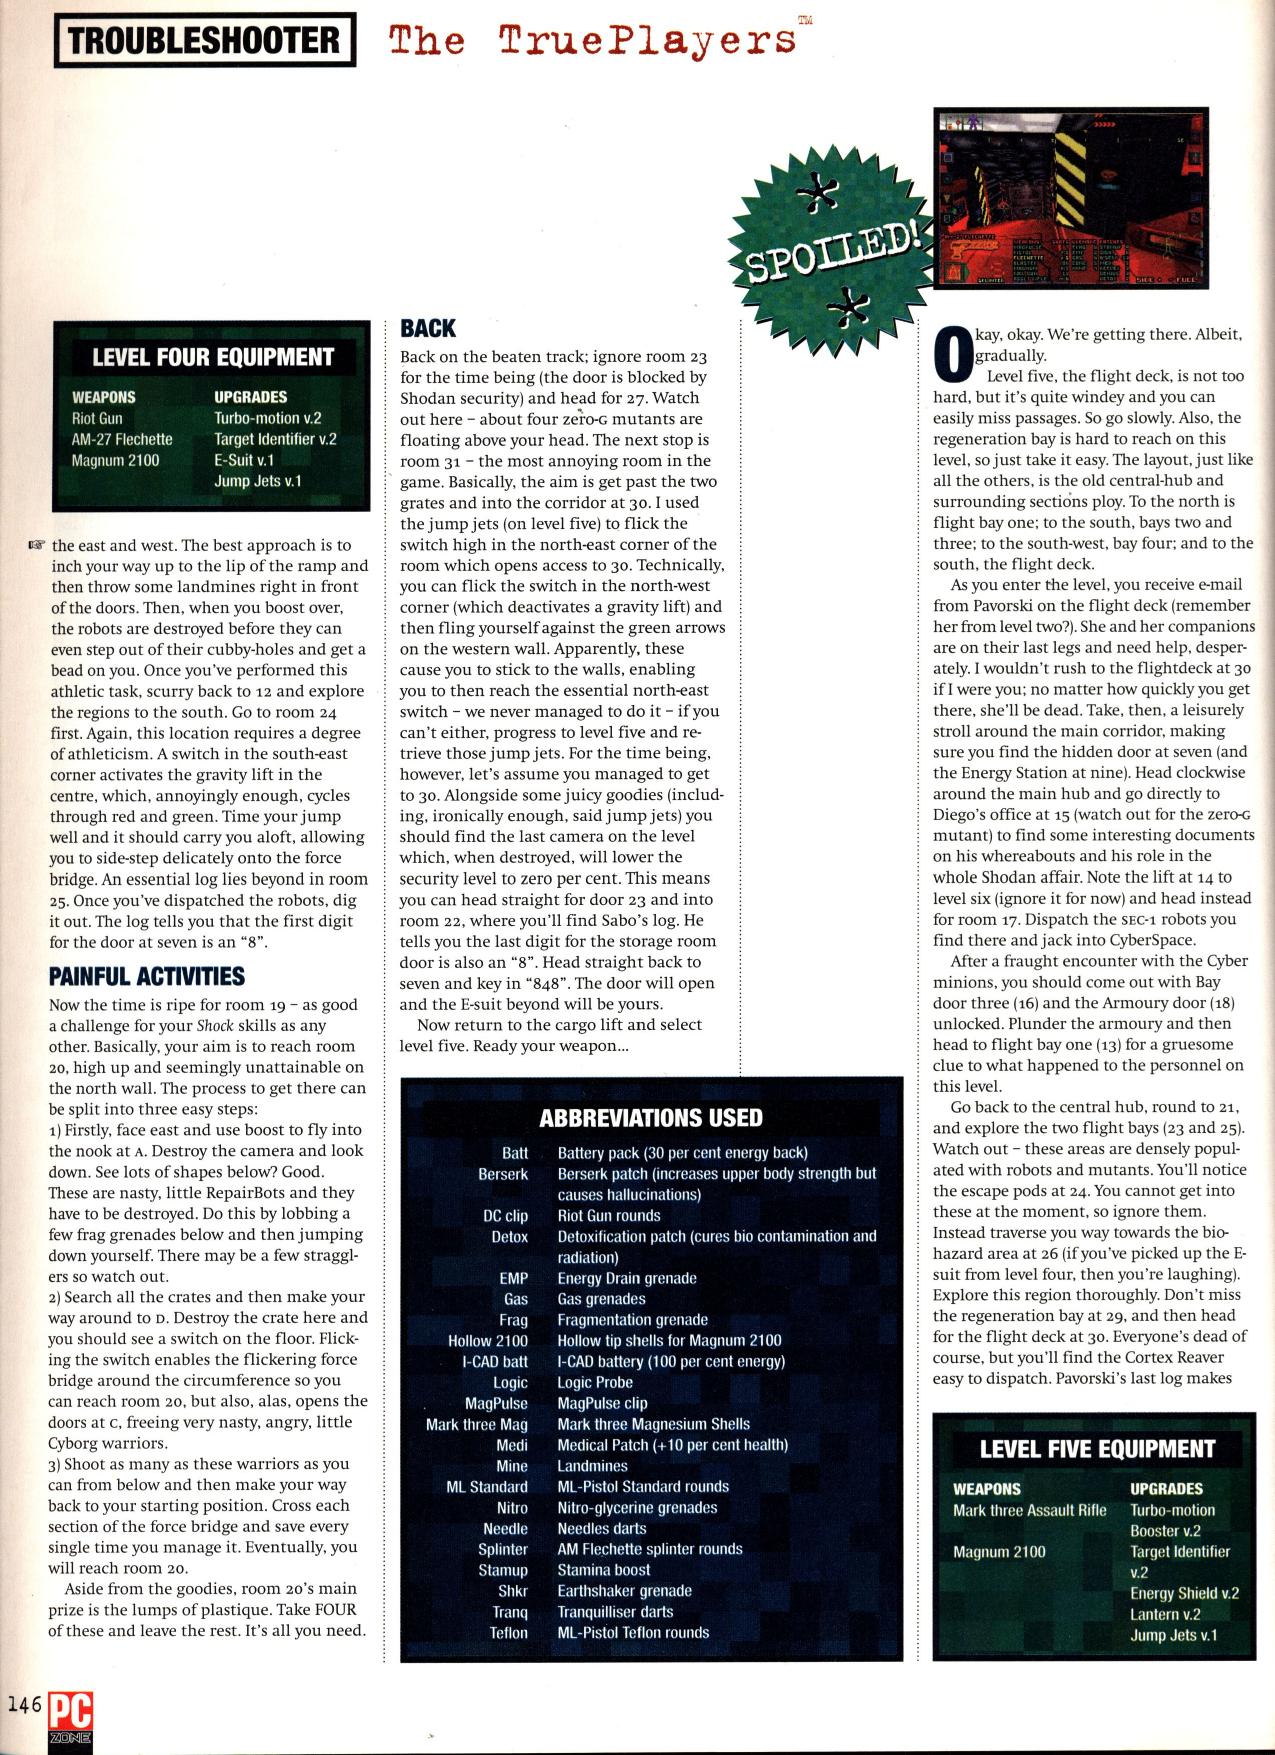 TROUBLESHOOTER
The TruePlayers™
SPOILED!
LEVEL FOUR EQUIPMENT
WEAPONS
Riot Gun
AM-27 Flechette
Magnum 2100
UPGRADES
Turbo-motion v.2
Target Identifier v.2
E-Suit v.1
Jump Jets v.1
☞ the east and west. The best approach is to
inch your way up to the lip of the ramp and
then throw some landmines right in front
of the doors. Then, when you boost over,
the robots are destroyed before they can
even step out of their cubby-holes and get a
bead on you. Once you've performed this
athletic task, scurry back to 12 and explore
the regions to the south. Go to room 24
first. Again, this location requires a degree
of athleticism. A switch in the south-east
corner activates the gravity lift in the
centre, which, annoyingly enough, cycles
through red and green. Time your jump
well and it should carry you aloft, allowing
you to side-step delicately onto the force
bridge. An essential log lies beyond in room
25. Once you've dispatched the robots, dig
it out. The log tells you that the first digit
for the door at seven is an “8”.
PAINFUL ACTIVITIES
Now the time is ripe for room 19 – as good
a challenge for your Shock skills as any
other. Basically, your aim is to reach room
20, high up and seemingly unattainable on
the north wall. The process to get there can
be split into three easy steps:
1) Firstly, face east and use boost to fly into
the nook at A. Destroy the camera and look
down. See lots of shapes below? Good.
These are nasty, little RepairBots and they
have to be destroyed. Do this by lobbing a
few frag grenades below and then jumping
down yourself. There may be a few straggl-
ers so watch out.
2) Search all the crates and then make your
way around to D. Destroy the crate here and
you should see a switch on the floor. Flick-
ing the switch enables the flickering force
bridge around the circumference so you
can reach room 20, but also, alas, opens the
doors at C, freeing very nasty, angry, little
Cyborg warriors.
3) Shoot as many as these warriors as you
can from below and then make your way
back to your starting position. Cross each
section of the force bridge and save every
single time you manage it. Eventually, you
will reach room 20.
Aside from the goodies, room 20's main
prize is the lumps of plastique. Take FOUR
of these and leave the rest. It's all you need.
BACK
Back on the beaten track; ignore room 23
for the time being (the door is blocked by
Shodan security) and head for 27. Watch
out here – about four zero-G mutants are
floating above your head. The next stop is
room 31 – the most annoying room in the
game. Basically, the aim is get past the two
grates and into the corridor at 30. I used
the jump jets (on level five) to flick the
switch high in the north-east corner of the
room which opens access to 30. Technically,
you can flick the switch in the north-west
corner (which deactivates a gravity lift) and
then fling yourself against the green arrows
on the western wall. Apparently, these
cause you to stick to the walls, enabling
you to then reach the essential north-east
switch – we never managed to do it – if you
can't either, progress to level five and re-
trieve those jump jets. For the time being,
however, let's assume you managed to get
to 30. Alongside some juicy goodies (includ-
ing, ironically enough, said jump jets) you
should find the last camera on the level
which, when destroyed, will lower the
security level to zero per cent. This means
you can head straight for door 23 and into
room 22, where you'll find Sabo's log. He
tells you the last digit for the storage room
door is also an “8”. Head straight back to
seven and key in “848”. The door will open
and the E-suit beyond will be yours.
Now return to the cargo lift and select
level five. Ready your weapon...
ABBREVIATIONS USED
Batt Battery pack (30 per cent energy back)
Berserk Berserk patch (increases upper body strength but
causes hallucinations)
DC clip Riot Gun rounds
Detox Detoxification patch (cures bio contamination and
radiation)
EMP Energy Drain grenade
Gas Gas grenades
Frag Fragmentation grenade
Hollow 2100 Hollow tip shells for Magnum 2100
I-CAD batt I-CAD battery (100 per cent energy)
Logic Logic Probe
MagPulse MagPulse clip
Mark three Mag Mark three Magnesium Shells
Medi Medical Patch (+10 per cent health)
Mine Landmines
ML Standard ML-Pistol Standard rounds
Nitro Nitro-glycerine grenades
Needle Needles darts
Splinter AM Flechette splinter rounds
Stamup Stamina boost
Shkr Earthshaker grenade
Tranq Tranquilliser darts
Teflon ML-Pistol Teflon rounds
Okay, okay. We're getting there. Albeit,
gradually.
Level five, the flight deck, is not too
hard, but it's quite windey and you can
easily miss passages. So go slowly. Also, the
regeneration bay is hard to reach on this
level, so just take it easy. The layout, just like
all the others, is the old central-hub and
surrounding sections ploy. To the north is
flight bay one; to the south, bays two and
three; to the south-west, bay four; and to the
south, the flight deck.
As you enter the level, you receive e-mail
from Pavorski on the flight deck (remember
her from level two?). She and her companions
are on their last legs and need help, desper-
ately. I wouldn't rush to the flightdeck at 30
if I were you; no matter how quickly you get
there, she'll be dead. Take, then, a leisurely
stroll around the main corridor, making
sure you find the hidden door at seven (and
the Energy Station at nine). Head clockwise
around the main hub and go directly to
Diego's office at 15 (watch out for the zero-G
mutant) to find some interesting documents
on his whereabouts and his role in the
whole Shodan affair. Note the lift at 14 to
level six (ignore it for now) and head instead
for room 17. Dispatch the SEC-1 robots you
find there and jack into CyberSpace.
After a fraught encounter with the Cyber
minions, you should come out with Bay
door three (16) and the Armoury door (18)
unlocked. Plunder the armoury and then
head to flight bay one (13) for a gruesome
clue to what happened to the personnel on
this level.
Go back to the central hub, round to 21,
and explore the two flight bays (23 and 25).
Watch out – these areas are densely popul-
ated with robots and mutants. You'll notice
the escape pods at 24. You cannot get into
these at the moment, so ignore them.
Instead traverse you way towards the bio-
hazard area at 26 (if you've picked up the E-
suit from level four, then you're laughing).
Explore this region thoroughly. Don't miss
the regeneration bay at 29, and then head
for the flight deck at 30. Everyone's dead of
course, but you'll find the Cortex Reaver
easy to dispatch. Pavorski's last log makes
LEVEL FIVE EQUIPMENT
WEAPONS
Mark three Assault Rifle
Magnum 2100
UPGRADES
Turbo-motion
Booster v.2
Target Identifier
v.2
Energy Shield v.2
Lantern v.2
Jump Jets v.1
146
PC
ZONE